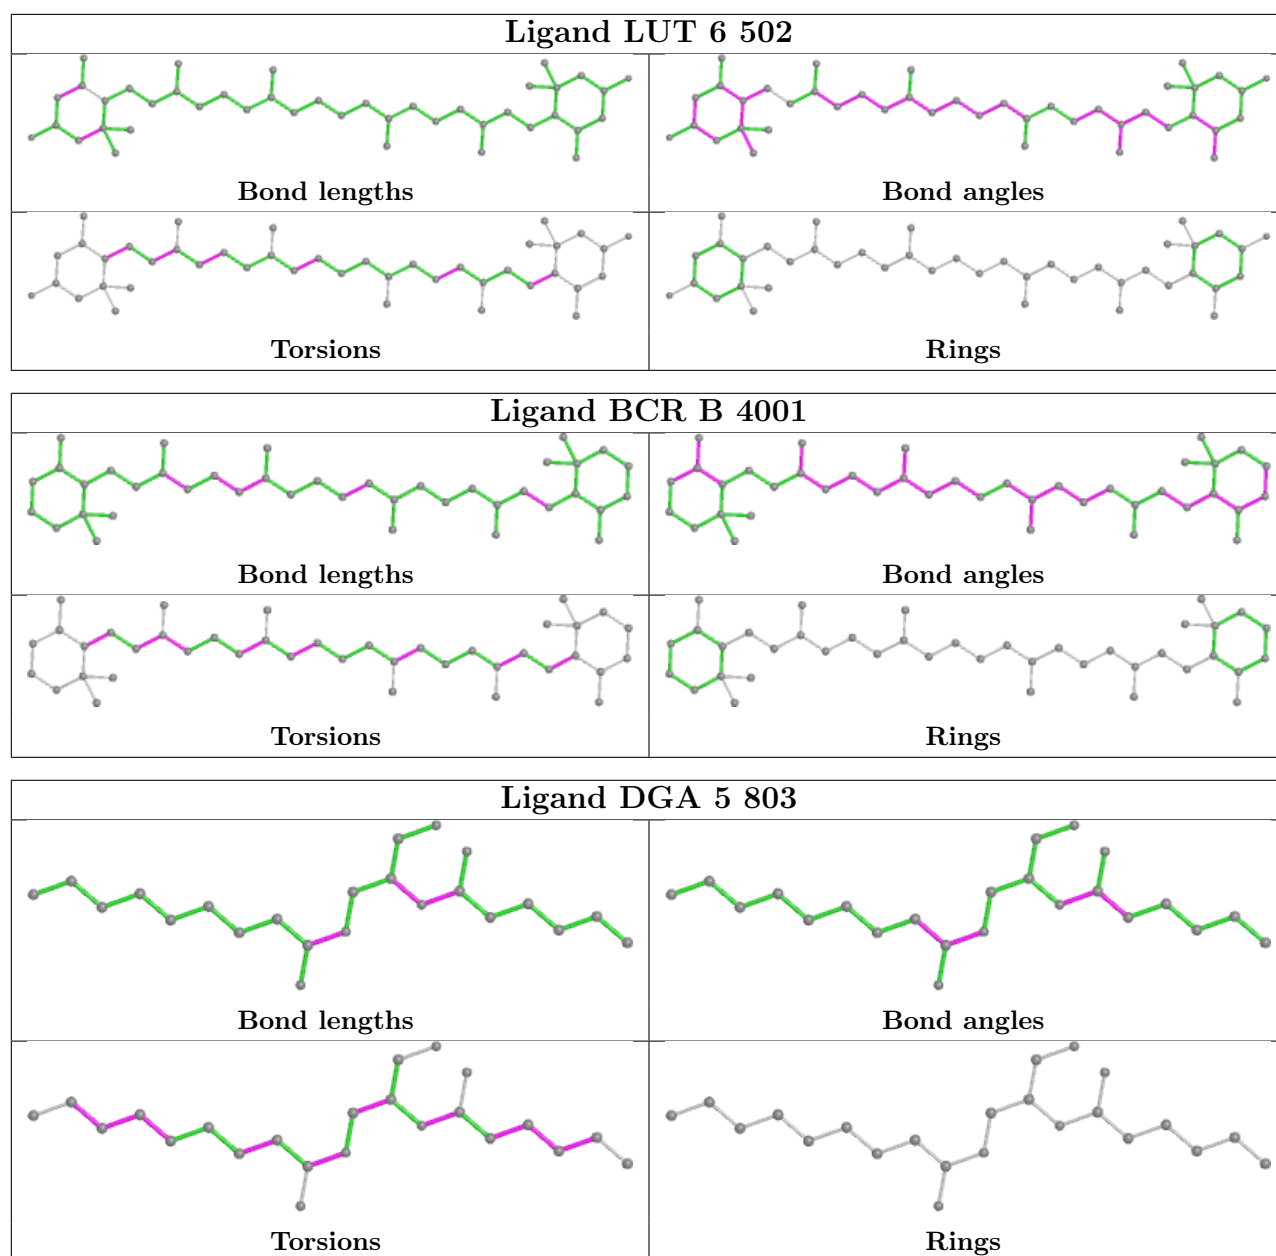 Ligand LUT 6 502
Bond lengths
Bond angles
Torsions
Rings
Ligand BCR B 4001
Bond lengths
Bond angles
Torsions
Rings
Ligand DGA 5 803
Bond lengths
Bond angles
Torsions
Rings